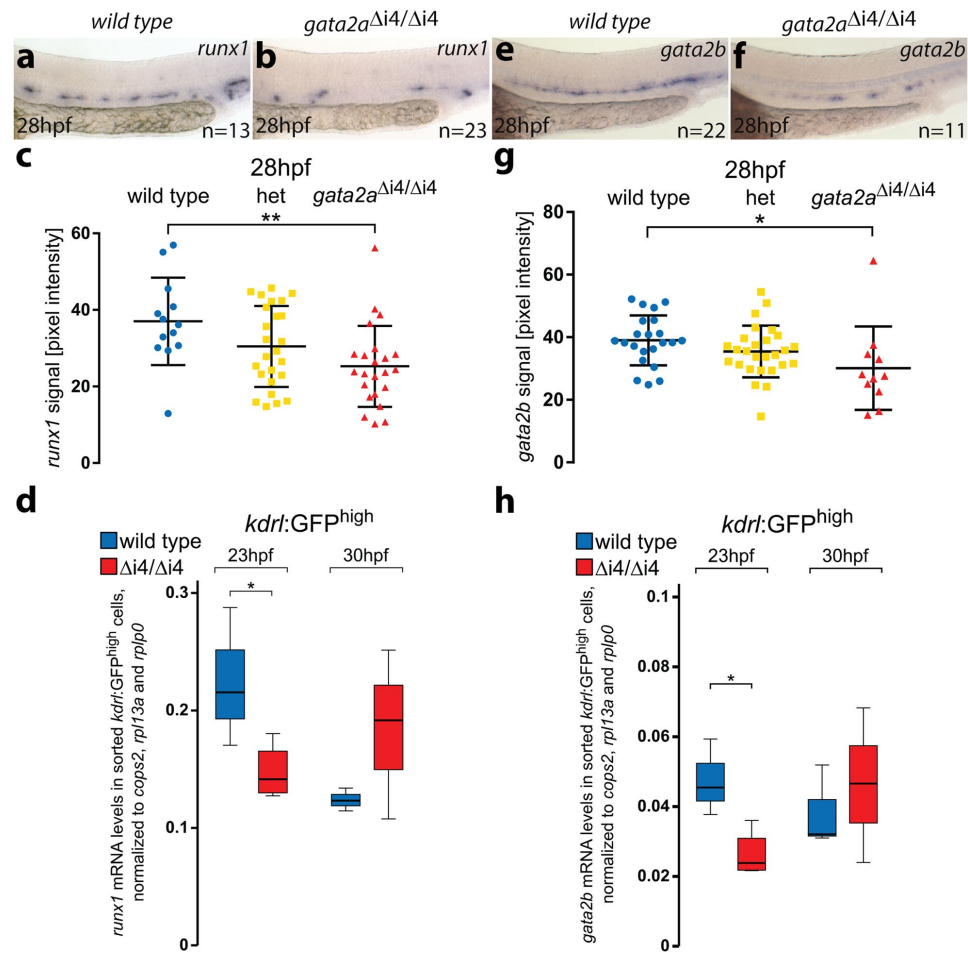 wild type
gata2aΔi4/Δi4
wild type
gata2aΔi4/Δi4
a
runx1
28hpf
n=13
b
runx1
28hpf
n=23
e
gata2b
28hpf
n=22
f
gata2b
28hpf
n=11
c
28hpf
wild type
het
gata2aΔi4/Δi4
**
runx1 signal [pixel intensity]
60
40
20
0
g
28hpf
wild type
het
gata2aΔi4/Δi4
*
gata2b signal [pixel intensity]
80
60
40
20
0
d
kdrl:GFPhigh
wild type
Δi4/Δi4
23hpf
30hpf
*
runx1 mRNA levels in sorted kdrl:GFPhigh cells,
normalized to cops2, rpl13a and rplp0
0.3
0.2
0.1
0
h
kdrl:GFPhigh
wild type
Δi4/Δi4
23hpf
30hpf
*
gata2b mRNA levels in sorted kdrl:GFPhigh cells,
normalized to cops2, rpl13a and rplp0
0.1
0.08
0.06
0.04
0.02
0